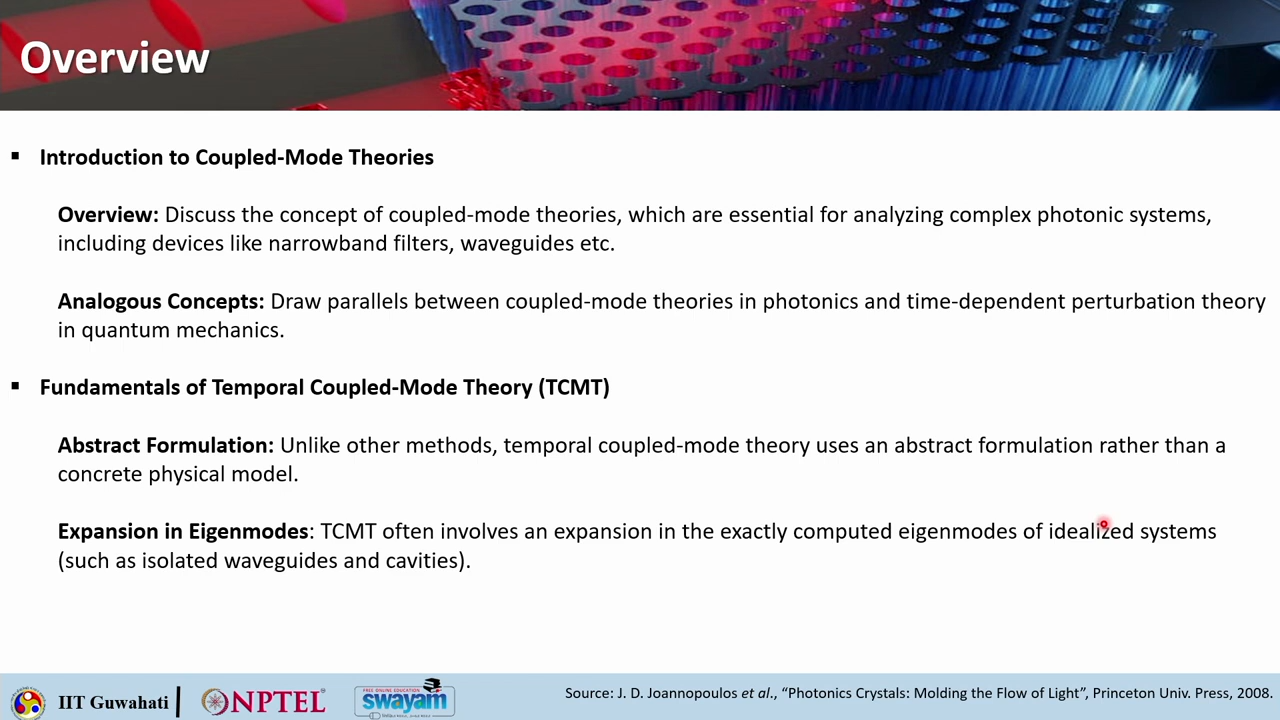 Overview
▪ Introduction to Coupled-Mode Theories
Overview: Discuss the concept of coupled-mode theories, which are essential for analyzing complex photonic systems,
including devices like narrowband filters, waveguides etc.
Analogous Concepts: Draw parallels between coupled-mode theories in photonics and time-dependent perturbation theory
in quantum mechanics.
▪ Fundamentals of Temporal Coupled-Mode Theory (TCMT)
Abstract Formulation: Unlike other methods, temporal coupled-mode theory uses an abstract formulation rather than a
concrete physical model.
Expansion in Eigenmodes: TCMT often involves an expansion in the exactly computed eigenmodes of idealized systems
(such as isolated waveguides and cavities).
IIT Guwahati
NPTEL
FREE ONLINE EDUCATION
swayam
Source: J. D. Joannopoulos et al., “Photonics Crystals: Molding the Flow of Light”, Princeton Univ. Press, 2008.